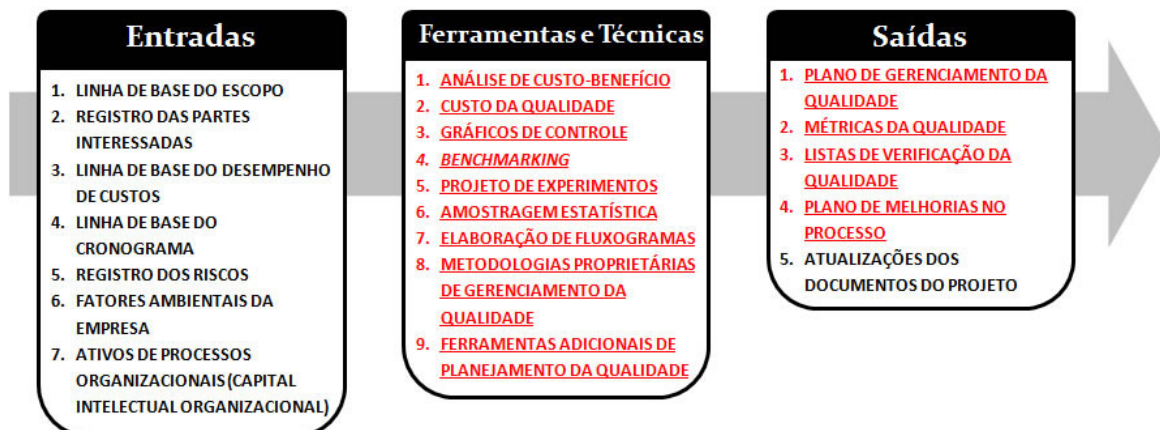 Entradas
1. LINHA DE BASE DO ESCOPO
2. REGISTRO DAS PARTES
INTERESSADAS
3. LINHA DE BASE DO DESEMPENHO
DE CUSTOS
4. LINHA DE BASE DO
CRONOGRAMA
5. REGISTRO DOS RISCOS
6. FATORES AMBIENTAIS DA
EMPRESA
7. ATIVOS DE PROCESSOS
ORGANIZACIONAIS (CAPITAL
INTELECTUAL ORGANIZACIONAL)
Ferramentas e Técnicas
1. ANÁLISE DE CUSTO-BENEFÍCIO
2. CUSTO DA QUALIDADE
3. GRÁFICOS DE CONTROLE
4. BENCHMARKING
5. PROJETO DE EXPERIMENTOS
6. AMOSTRAGEM ESTATÍSTICA
7. ELABORAÇÃO DE FLUXOGRAMAS
8. METODOLOGIAS PROPRIETÁRIAS
DE GERENCIAMENTO DA
QUALIDADE
9. FERRAMENTAS ADICIONAIS DE
PLANEJAMENTO DA QUALIDADE
Saídas
1. PLANO DE GERENCIAMENTO DA
QUALIDADE
2. MÉTRICAS DA QUALIDADE
3. LISTAS DE VERIFICAÇÃO DA
QUALIDADE
4. PLANO DE MELHORIAS NO
PROCESSO
5. ATUALIZAÇÕES DOS
DOCUMENTOS DO PROJETO